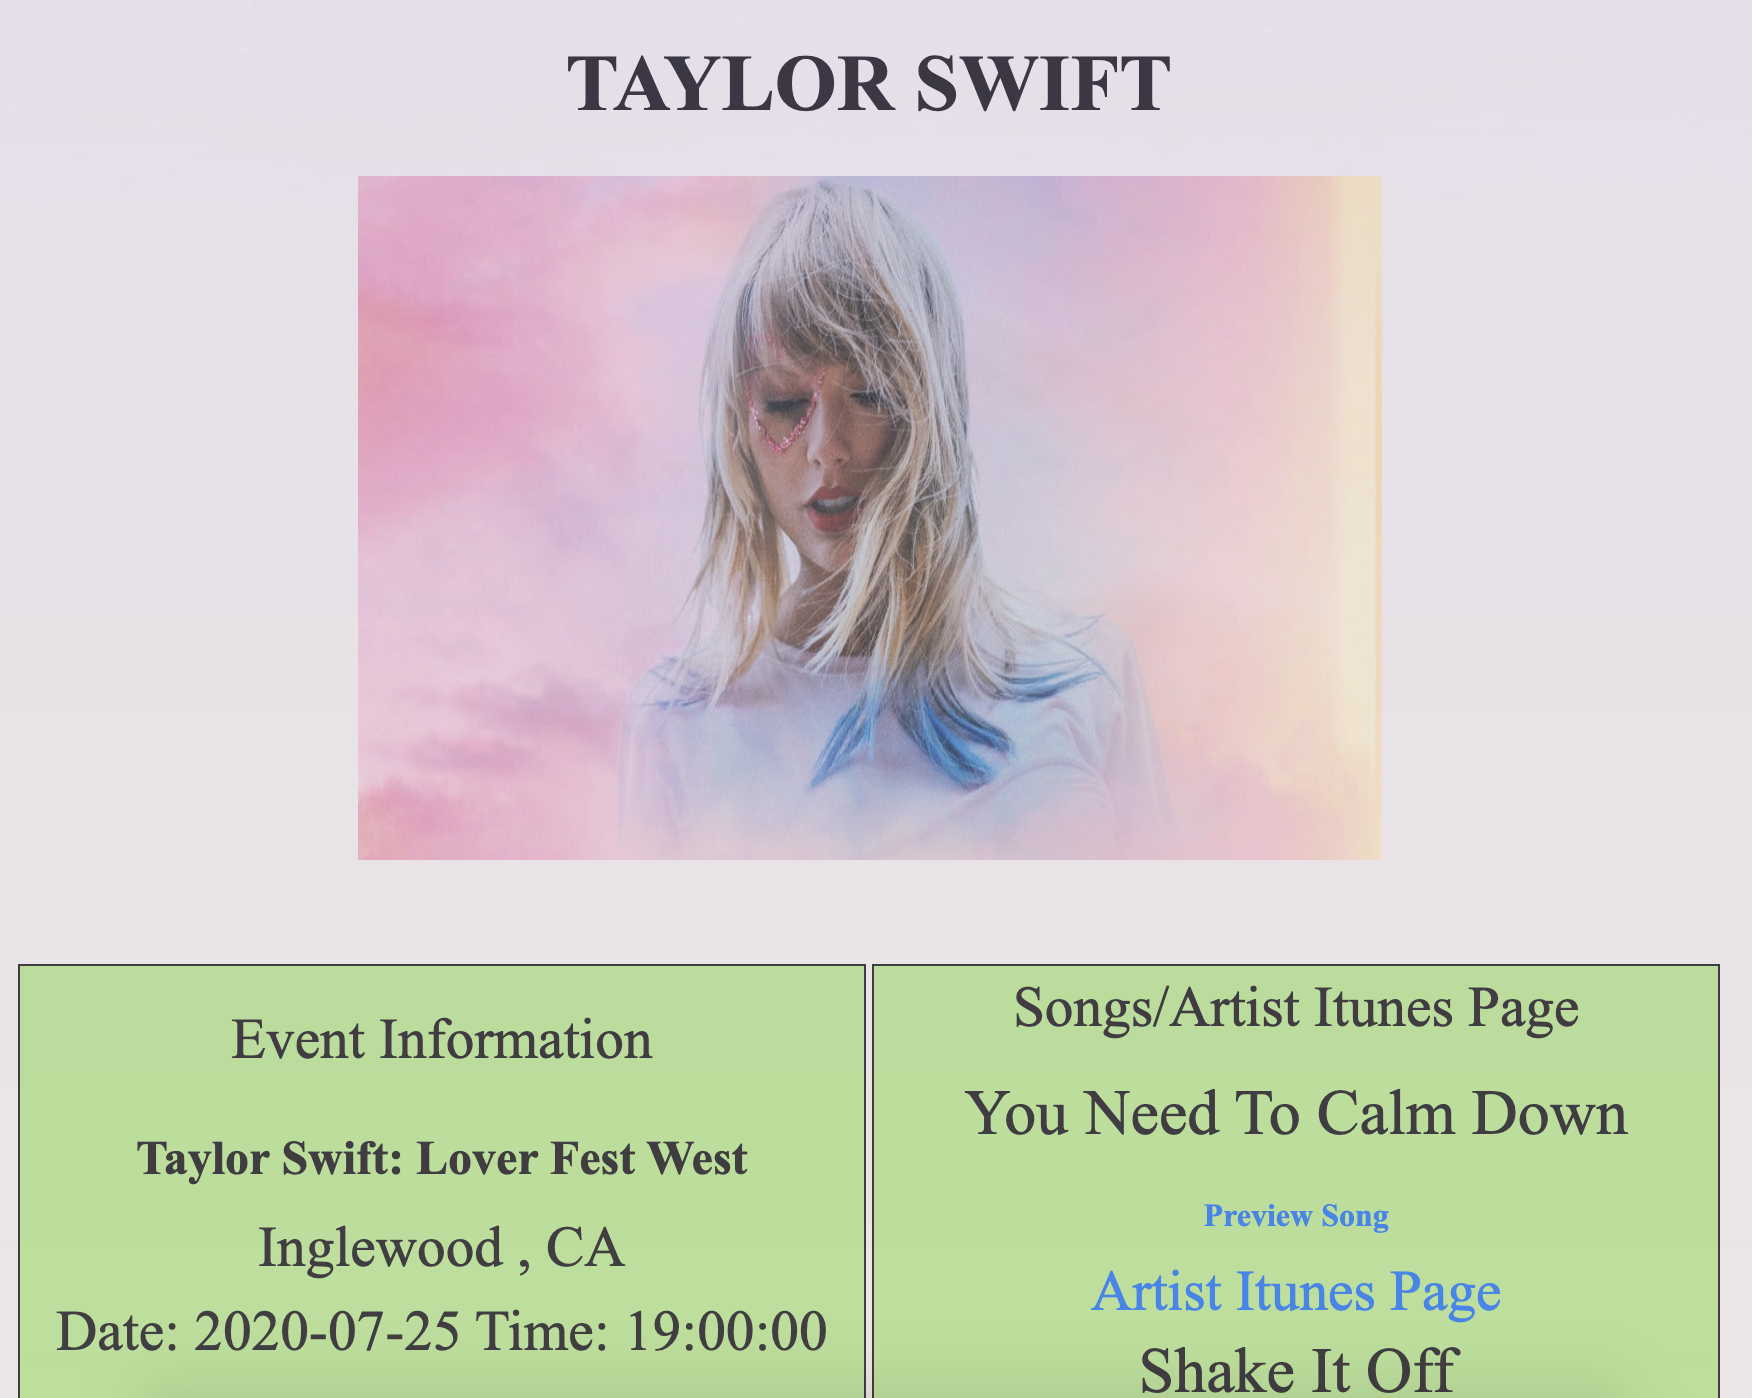 TAYLOR SWIFT
Event Information
Taylor Swift: Lover Fest West
Inglewood , CA
Date: 2020-07-25 Time: 19:00:00
Songs/Artist Itunes Page
You Need To Calm Down
Preview Song
Artist Itunes Page
Shake It Off